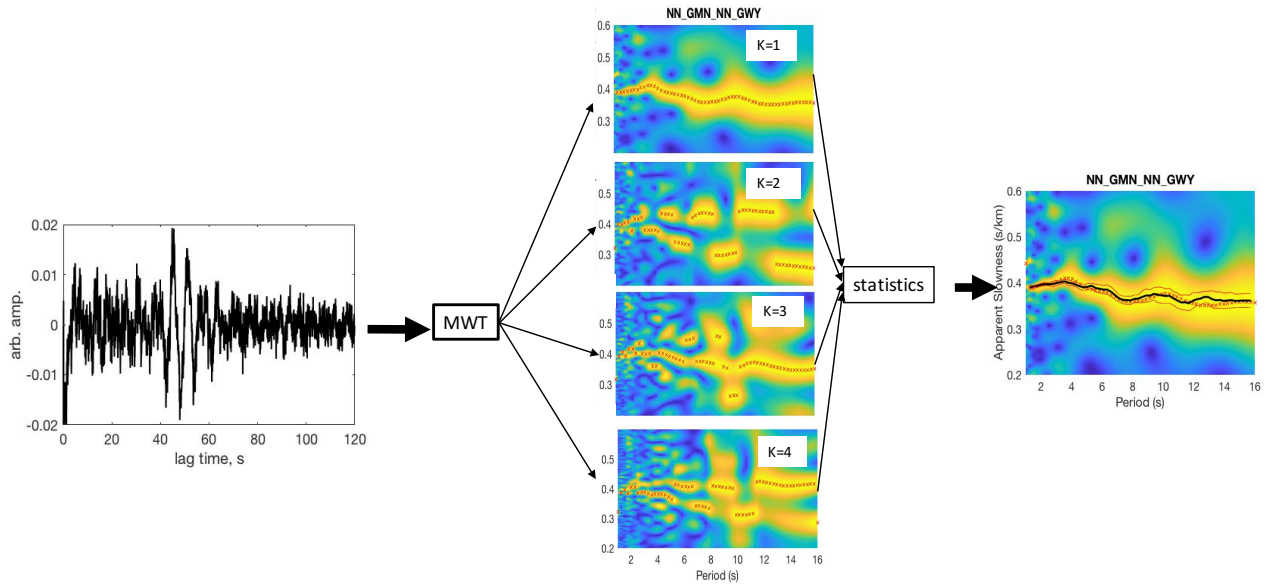 0.02
0.01
0
-0.01
-0.02
arb. amp.
0 20 40 60 80 100 120
lag time, s
MWT
NN_GMN_NN_GWY
0.6
0.5
0.4
0.3
K=1
0.5
0.4
0.3
K=2
0.5
0.4
0.3
K=3
0.5
0.4
0.3
0.2
K=4
2 4 6 8 10 12 14 16
Period (s)
statistics
NN_GMN_NN_GWY
0.6
0.5
0.4
0.3
0.2
Apparent Slowness (s/km)
2 4 6 8 10 12 14 16
Period (s)